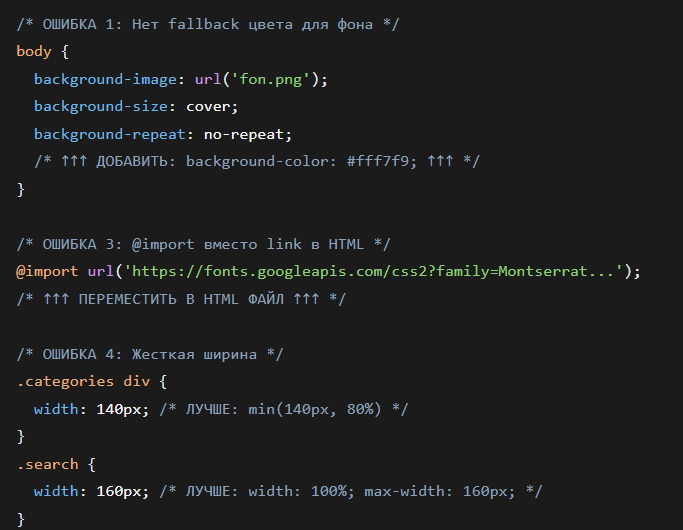 /* ОШИБКА 1: Нет fallback цвета для фона */
body {
  background-image: url('fon.png');
  background-size: cover;
  background-repeat: no-repeat;
  /* ↑↑↑ ДОБАВИТЬ: background-color: #fff7f9; ↑↑↑ */
}

/* ОШИБКА 3: @import вместо link в HTML */
@import url('https://fonts.googleapis.com/css2?family=Montserrat...');
/* ↑↑↑ ПЕРЕМЕСТИТЬ В HTML ФАЙЛ ↑↑↑ */

/* ОШИБКА 4: Жесткая ширина */
.categories div {
  width: 140px; /* ЛУЧШЕ: min(140px, 80%) */
}
.search {
  width: 160px; /* ЛУЧШЕ: width: 100%; max-width: 160px; */
}